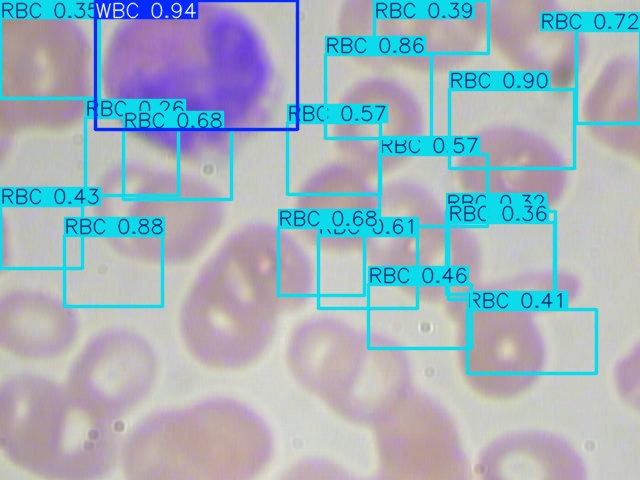 RBC 0.35
WBC 0.94
RBC 0.39
RBC 0.72
RBC 0.86
RBC 0.90
RBC 0.26
RBC 0.68
RBC 0.57
RBC 0.57
RBC 0.43
RBC 0.32
RBC 0.36
RBC 0.88
RBC 0.68
RBC 0.61
RBC 0.46
RBC 0.41